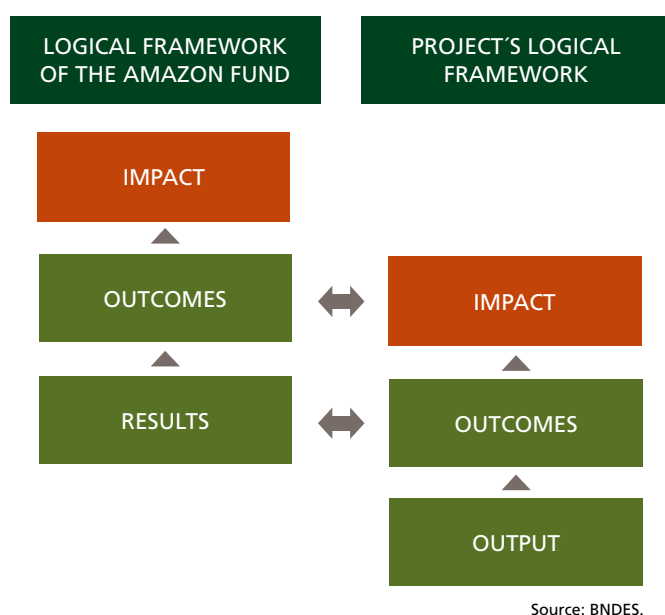 LOGICAL FRAMEWORK
OF THE AMAZON FUND
PROJECT´S LOGICAL
FRAMEWORK
IMPACT
OUTCOMES
IMPACT
RESULTS
OUTCOMES
OUTPUT
Source: BNDES.